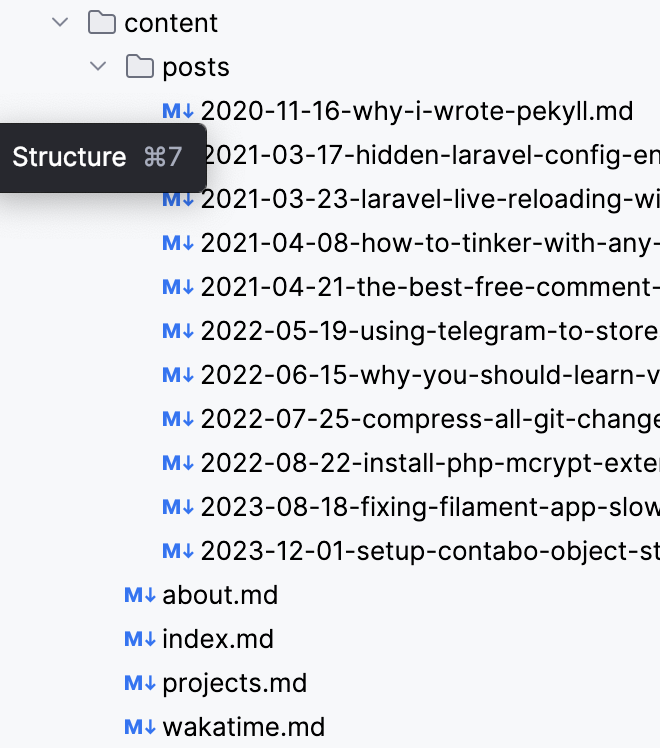 content
posts
M↓ 2020-11-16-why-i-wrote-pekyll.md
Structure ⌘7
2021-03-17-hidden-laravel-config-en
M↓ 2021-03-23-laravel-live-reloading-wi
M↓ 2021-04-08-how-to-tinker-with-any-
M↓ 2021-04-21-the-best-free-comment-
M↓ 2022-05-19-using-telegram-to-store
M↓ 2022-06-15-why-you-should-learn-v
M↓ 2022-07-25-compress-all-git-change
M↓ 2022-08-22-install-php-mcrypt-exte
M↓ 2023-08-18-fixing-filament-app-slow
M↓ 2023-12-01-setup-contabo-object-st
M↓ about.md
M↓ index.md
M↓ projects.md
M↓ wakatime.md